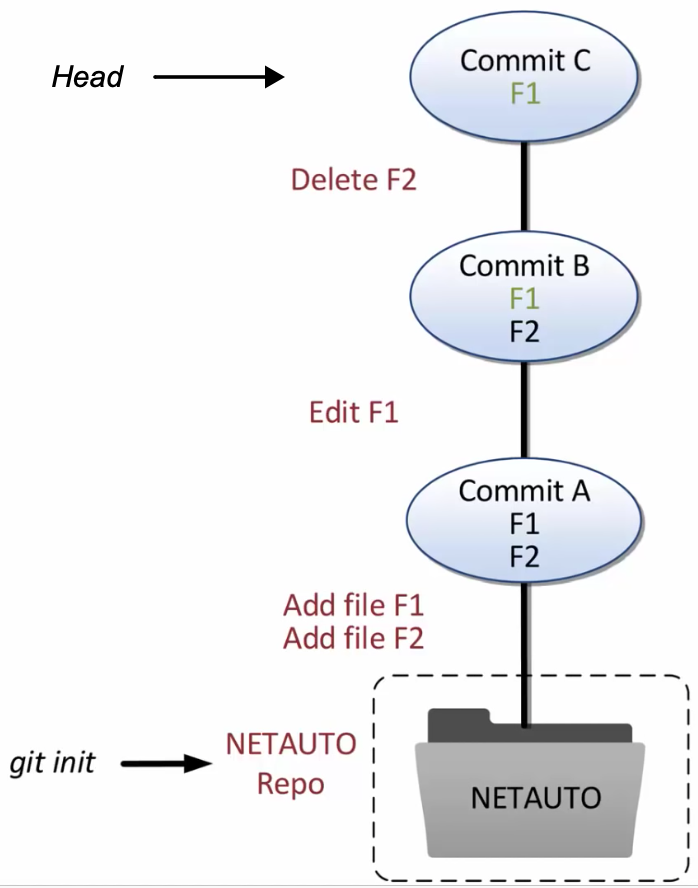 Head
Commit C
F1
Delete F2
Commit B
F1
F2
Edit F1
Commit A
F1
F2
Add file F1
Add file F2
git init
NETAUTO
Repo
NETAUTO